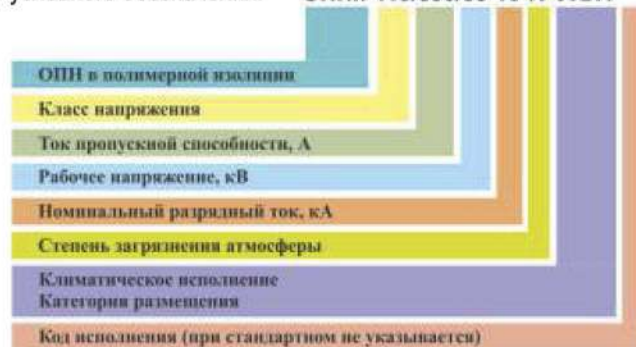 ОПН в полимерной изоляции
Класс напряжения
Ток пропускной способности, А
Рабочее напряжение, кВ
Номинальный разрядный ток, кА
Степень загрязнения атмосферы
Климатическое исполнение
Категория размещения
Код исполнения (при стандартном не указывается)